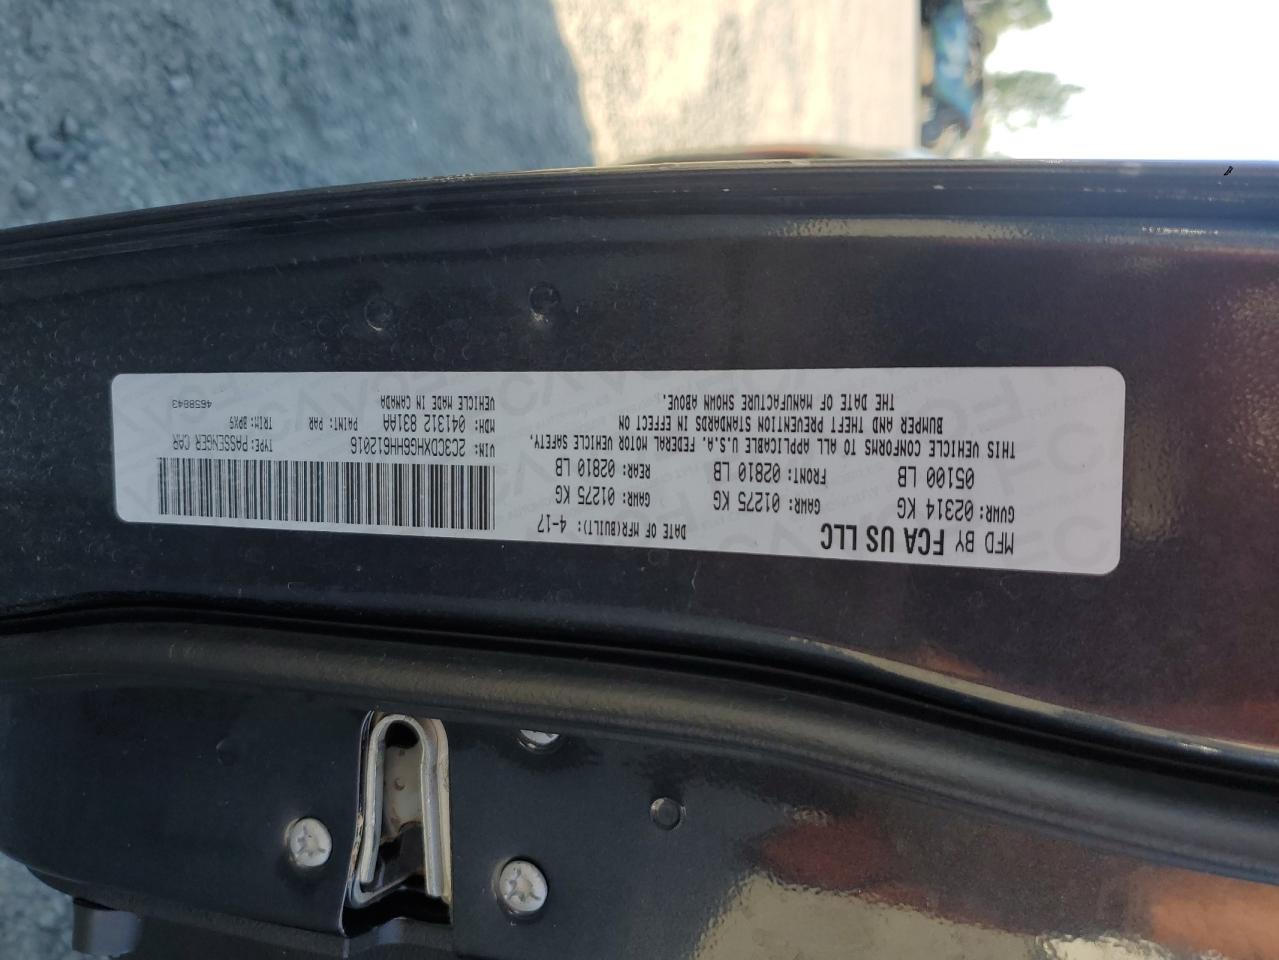 MFD BY FCA US LLC
DATE OF MFR(BUILT): 4-17
GVWR: 02314 KG GAWR: 01275 KG GAWR: 01275 KG
05100 LB FRONT: 02810 LB REAR: 02810 LB
THIS VEHICLE CONFORMS TO ALL APPLICABLE U.S.A. FEDERAL MOTOR VEHICLE SAFETY,
BUMPER AND THEFT PREVENTION STANDARDS IN EFFECT ON
THE DATE OF MANUFACTURE SHOWN ABOVE.
VIN: 2C3CDXHG6HH612016 TYPE: PASSENGER CAR
MDH: 041312 831AA PAINT: PAR TRIM: BPX9
VEHICLE MADE IN CANADA 4658843